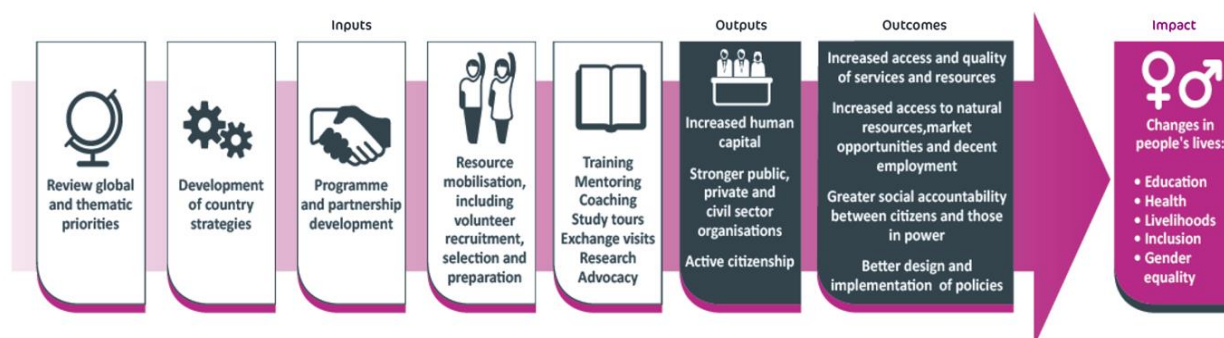 Inputs
Outputs
Outcomes
Impact
Review global
and thematic
priorities
Development
of country
strategies
Programme
and partnership
development
Resource
mobilisation,
including
volunteer
recruitment,
selection and
preparation
Training
Mentoring
Coaching
Study tours
Exchange visits
Research
Advocacy
Increased human
capital
Stronger public,
private and
civil sector
organisations
Active citizenship
Increased access and quality
of services and resources
Increased access to natural
resources,market
opportunities and decent
employment
Greater social accountability
between citizens and those
in power
Better design and
implementation of policies
Changes in
people's lives:
• Education
• Health
• Livelihoods
• Inclusion
• Gender
equality